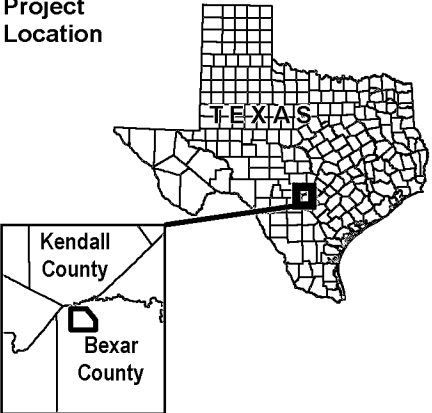 Project
Location
TEXAS
Kendall
County
Bexar
County